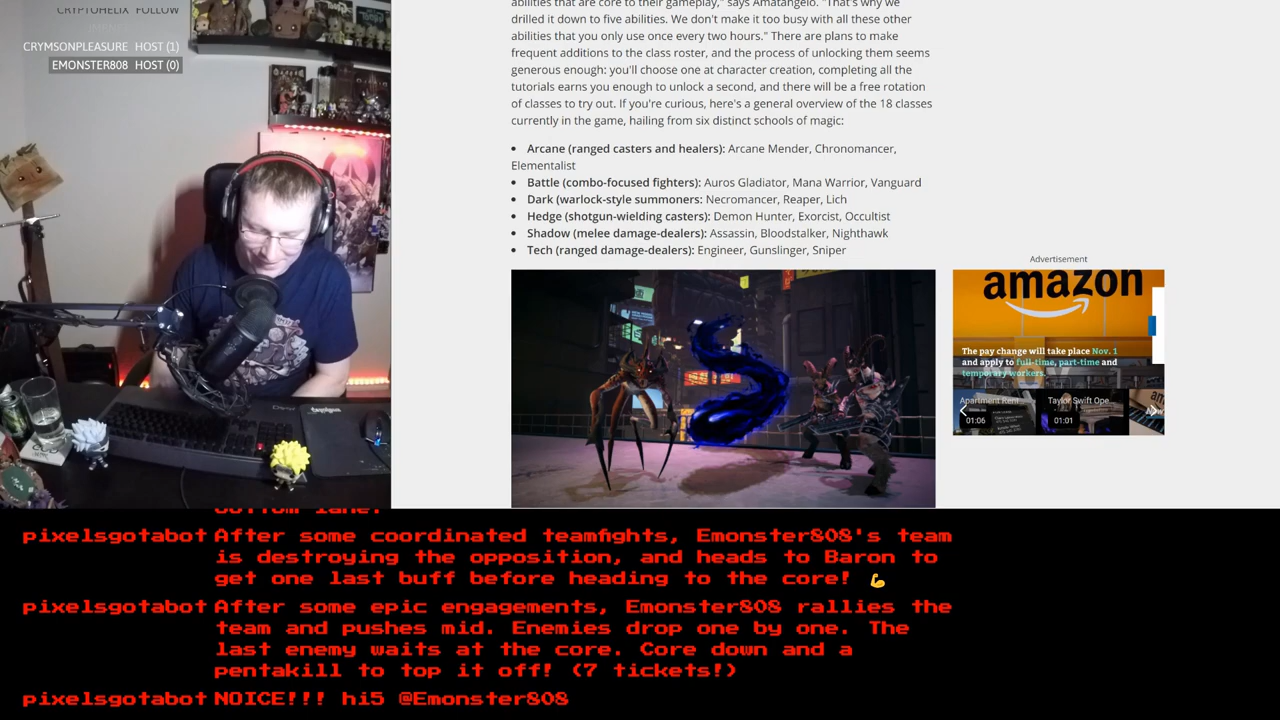 CRYPTOHELIX FOLLOW
CRYMSONPLEASURE HOST (1)
EMONSTER808 HOST (0)
abilities that are core to their gameplay," says Amatangelo. "That's why we
drilled it down to five abilities. We don't make it too busy with all these other
abilities that you only use once every two hours." There are plans to make
frequent additions to the class roster, and the process of unlocking them seems
generous enough: you'll choose one at character creation, completing all the
tutorials earns you enough to unlock a second, and there will be a free rotation
of classes to try out. If you're curious, here's a general overview of the 18 classes
currently in the game, hailing from six distinct schools of magic:
• Arcane (ranged casters and healers): Arcane Mender, Chronomancer,
Elementalist
• Battle (combo-focused fighters): Auros Gladiator, Mana Warrior, Vanguard
• Dark (warlock-style summoners: Necromancer, Reaper, Lich
• Hedge (shotgun-wielding casters): Demon Hunter, Exorcist, Occultist
• Shadow (melee damage-dealers): Assassin, Bloodstalker, Nighthawk
• Tech (ranged damage-dealers): Engineer, Gunslinger, Sniper
Advertisement
amazon
The pay change will take place Nov. 1
and apply to full-time, part-time and
temporary workers.
Apartment Rent ...
Taylor Swift Ope...
01:06
01:01
bottom lane.
pixelsgotabot After some coordinated teamfights, Emonster808's team
is destroying the opposition, and heads to Baron to
get one last buff before heading to the core! 💪
pixelsgotabot After some epic engagements, Emonster808 rallies the
team and pushes mid. Enemies drop one by one. The
last enemy waits at the core. Core down and a
pentakill to top it off! (7 tickets!)
pixelsgotabot NOICE!!! hi5 @Emonster808